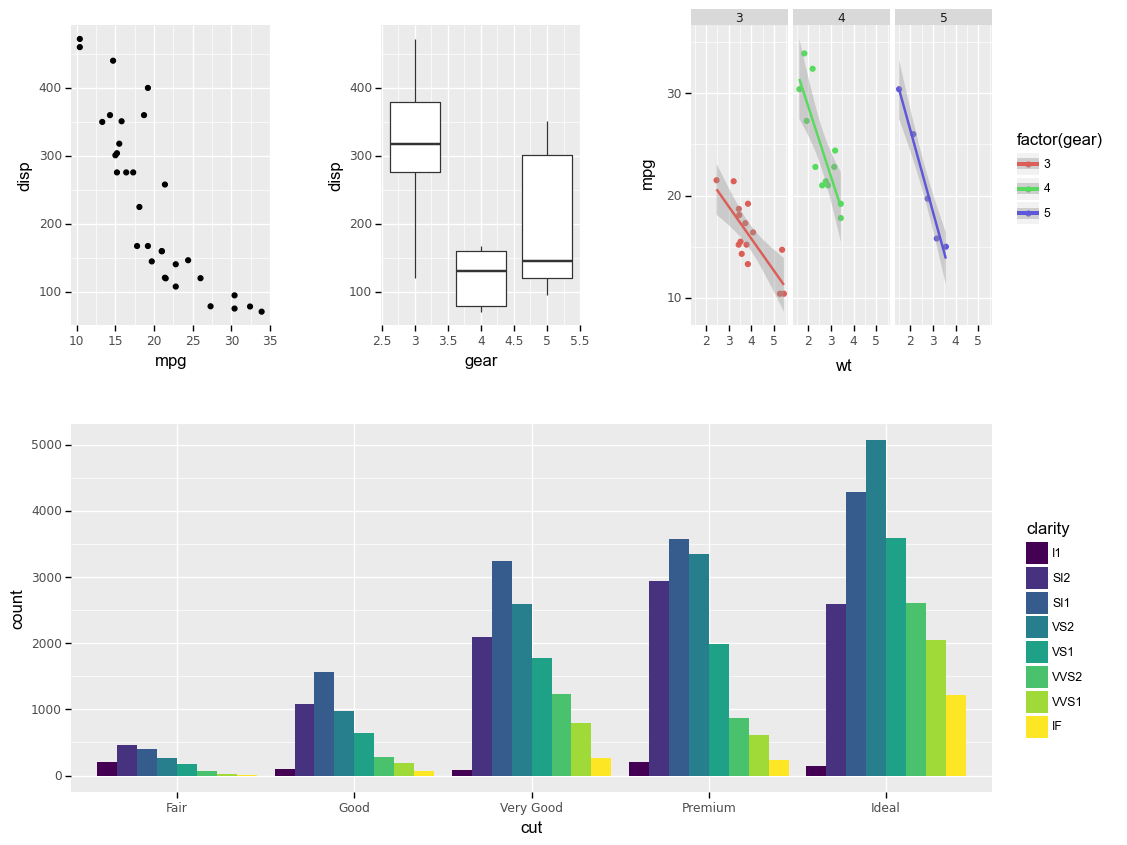 disp
400
300
200
100
10 15 20 25 30 35
mpg
disp
400
300
200
100
2.5 3 3.5 4 4.5 5 5.5
gear
3 4 5
mpg
30
20
10
2 3 4 5 2 3 4 5 2 3 4 5
wt
factor(gear)
3
4
5
count
5000
4000
3000
2000
1000
0
Fair Good Very Good Premium Ideal
cut
clarity
I1
SI2
SI1
VS2
VS1
VVS2
VVS1
IF